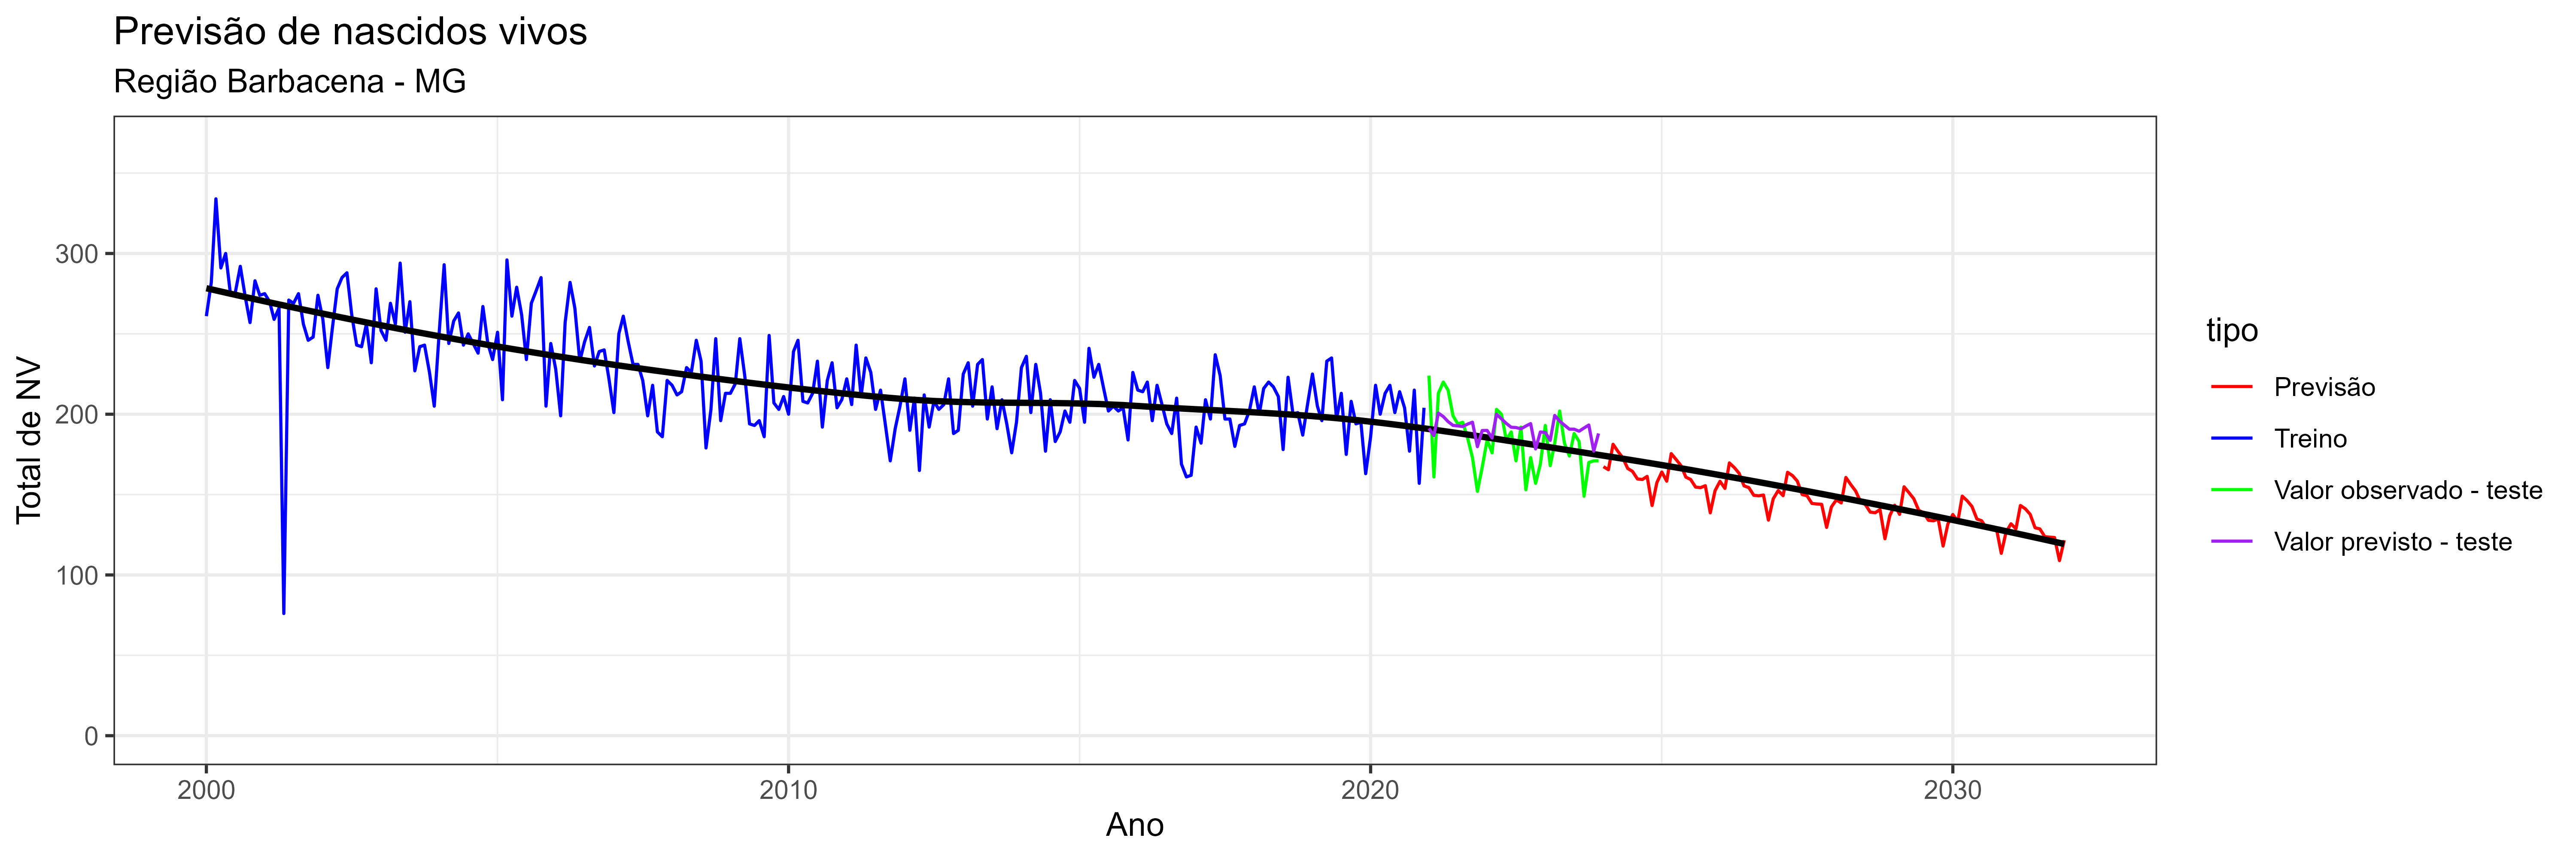 Previsão de nascidos vivos
Região Barbacena - MG
Total de NV
300
200
100
0
2000
2010
2020
2030
Ano
tipo
Previsão
Treino
Valor observado - teste
Valor previsto - teste